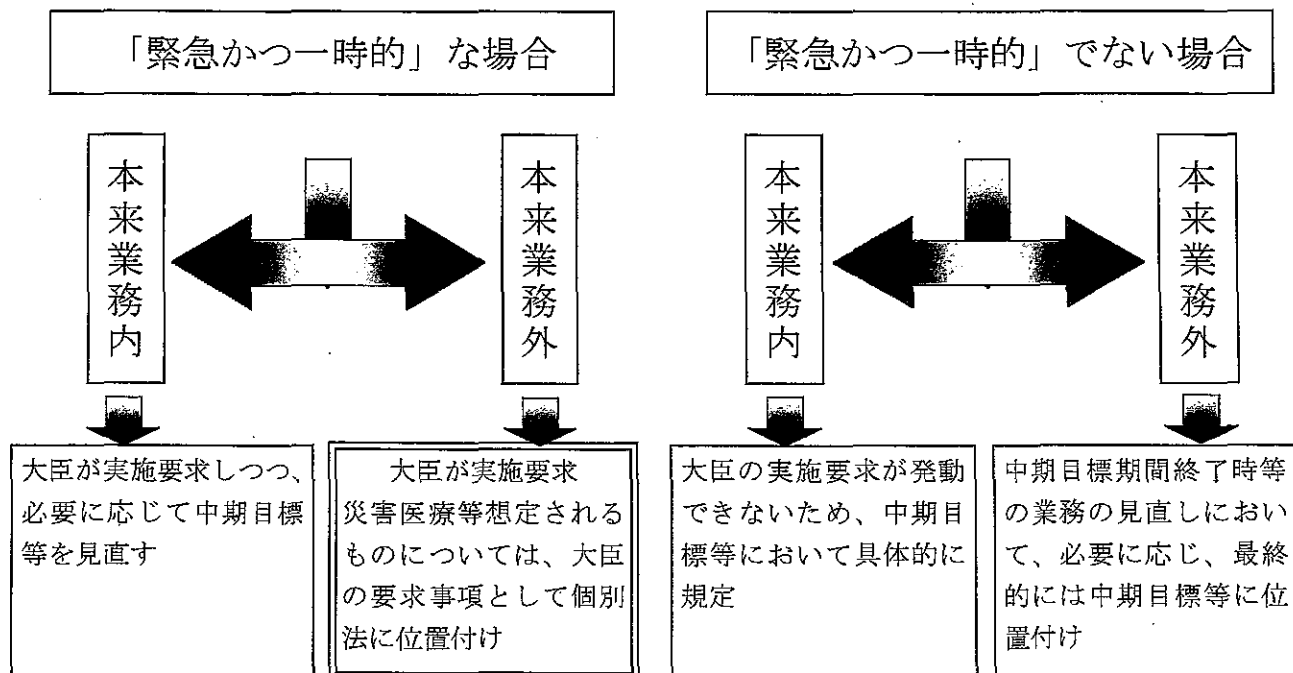 「緊急かつ一時的」な場合
本来業務内
本来業務外
大臣が実施要求しつつ、
必要に応じて中期目標
等を見直す
大臣が実施要求
災害医療等想定される
ものについては、大臣
の要求事項として個別
法に位置付け
「緊急かつ一時的」でない場合
本来業務内
本来業務外
大臣の実施要求が発動
できないため、中期目
標等において具体的に
規定
中期目標期間終了時等
の業務の見直しにおい
て、必要に応じ、最終
的には中期目標等に位
置付け